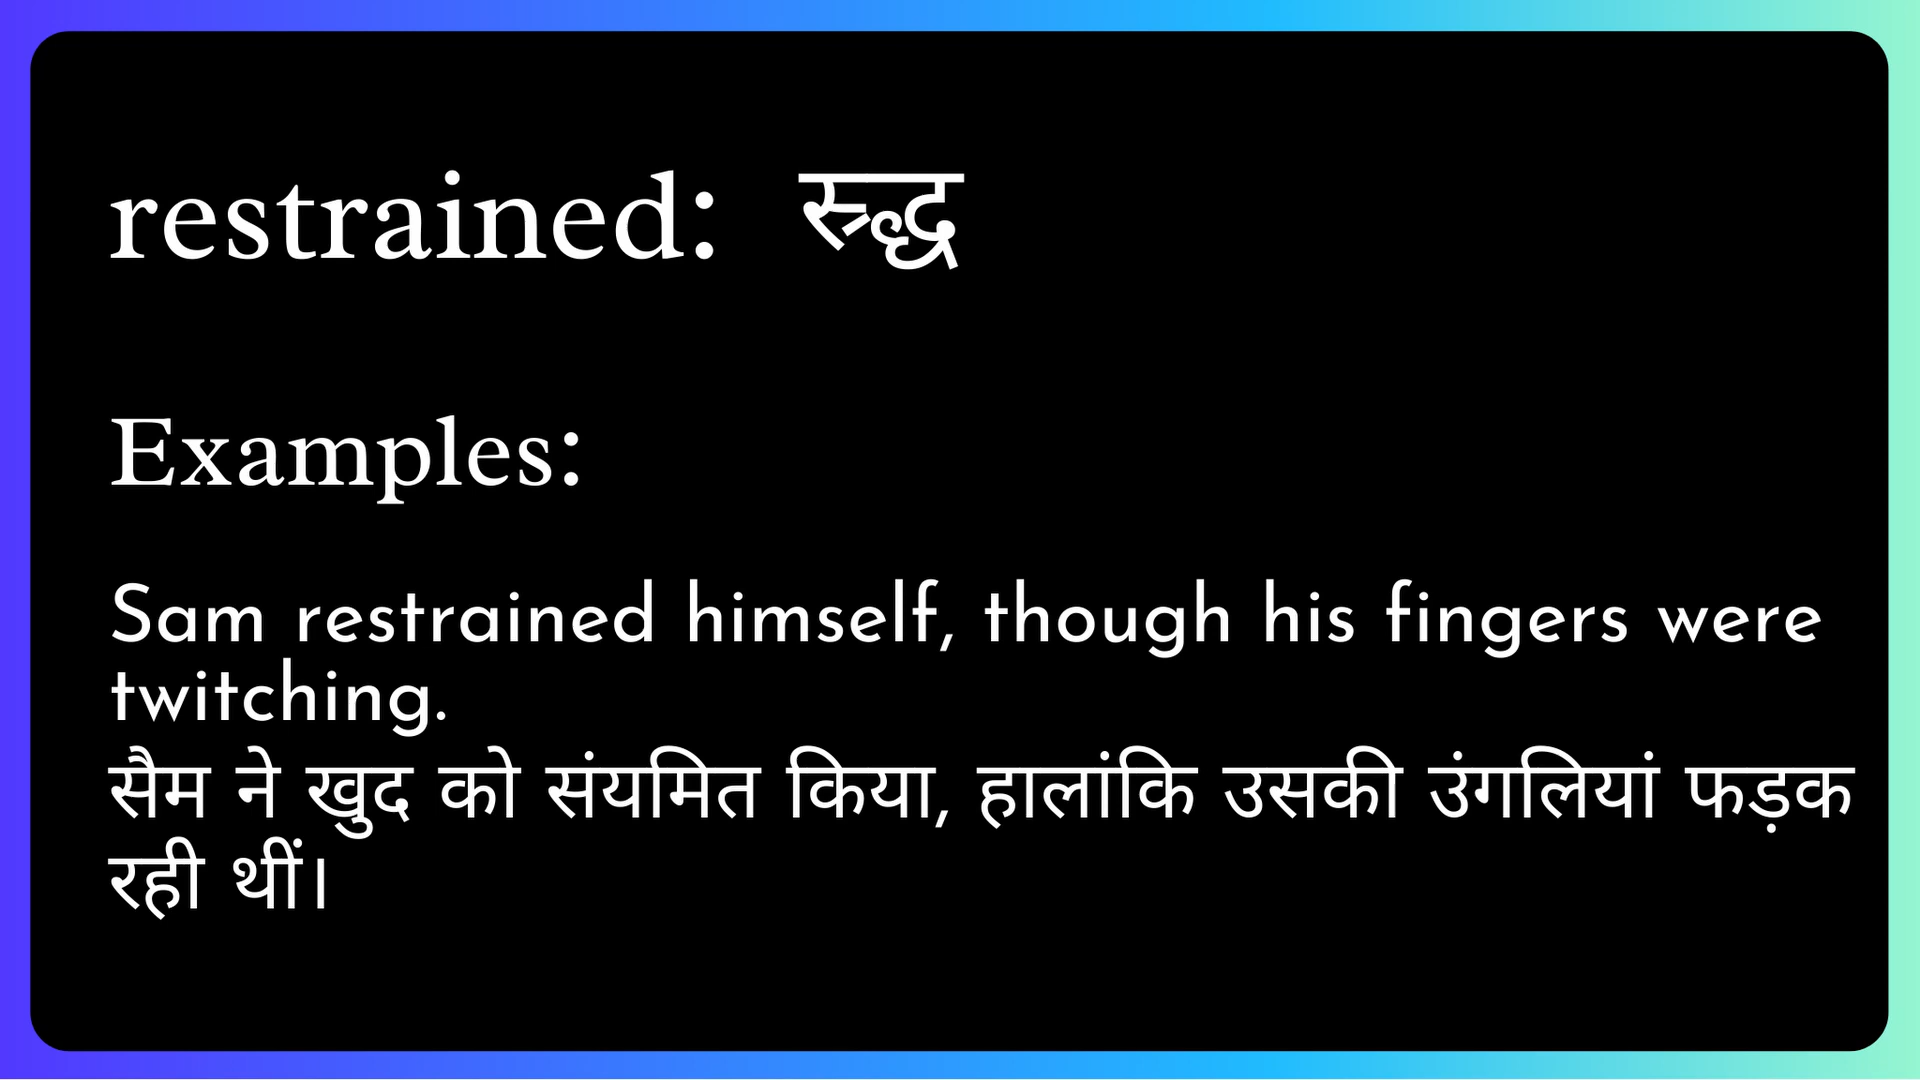 restrained: स्र्द्ध
Examples:
Sam restrained himself, though his fingers were
twitching.
सैम ने खुद को संयमित किया, हालांकि उसकी उंगलियां फड़क
रही थीं।